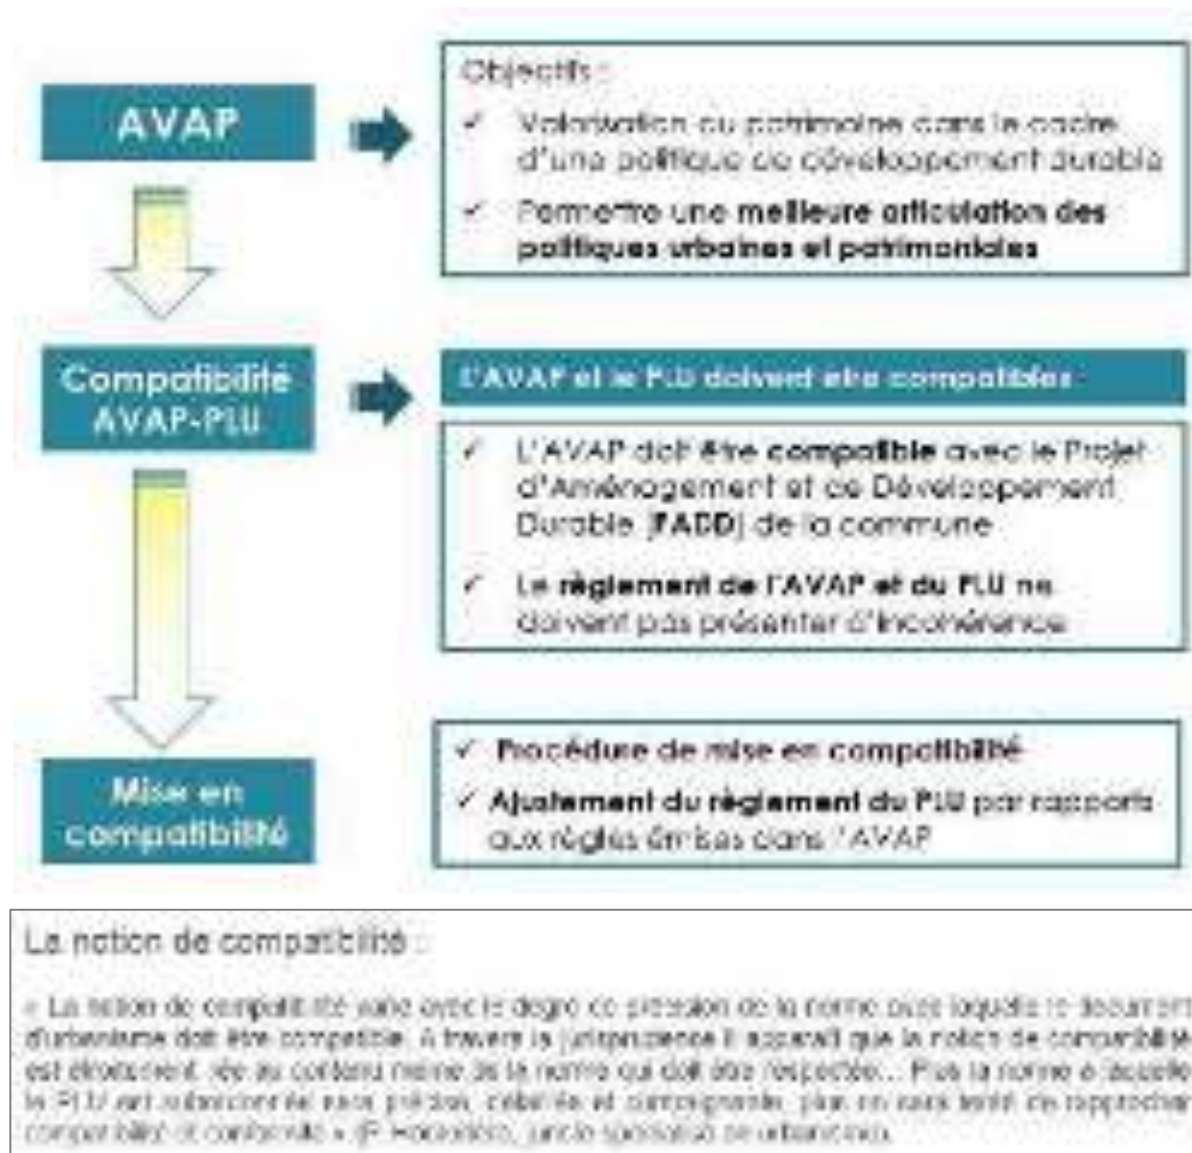 AVAP
Objectifs :
✓ Valorisation du patrimoine dans le cadre
d'une politique de développement durable
✓ Permettre une meilleure articulation des
politiques urbaines et patrimoniales
Compatibilité
AVAP-PLU
L'AVAP et le PLU doivent être compatibles
✓ L'AVAP doit être compatible avec le Projet
d'Aménagement et de Développement
Durable (PADD) de la commune
✓ Le règlement de l'AVAP et du PLU ne
doivent pas présenter d'incohérence
Mise en
compatibilité
✓ Procédure de mise en compatibilité
✓ Ajustement du règlement du PLU par rapports
aux règles émises dans l'AVAP
La notion de compatibilité :
« La notion de compatibilité varie avec le degré de précision de la norme avec laquelle le document
d'urbanisme doit être compatible. A travers la jurisprudence il apparaît que la notion de compatibilité
est étroitement liée au contenu même de la norme qui doit être respectée... Plus la norme à laquelle
le PLU est subordonné sera précise, détaillée et contraignante, plus on sera tenté de rapprocher
compatibilité et conformité » (P. juriste spécialisé en urbanisme).